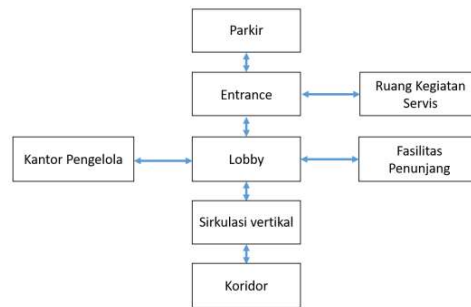 Parkir
Entrance
Ruang Kegiatan
Servis
Kantor Pengelola
Lobby
Fasilitas
Penunjang
Sirkulasi vertikal
Koridor